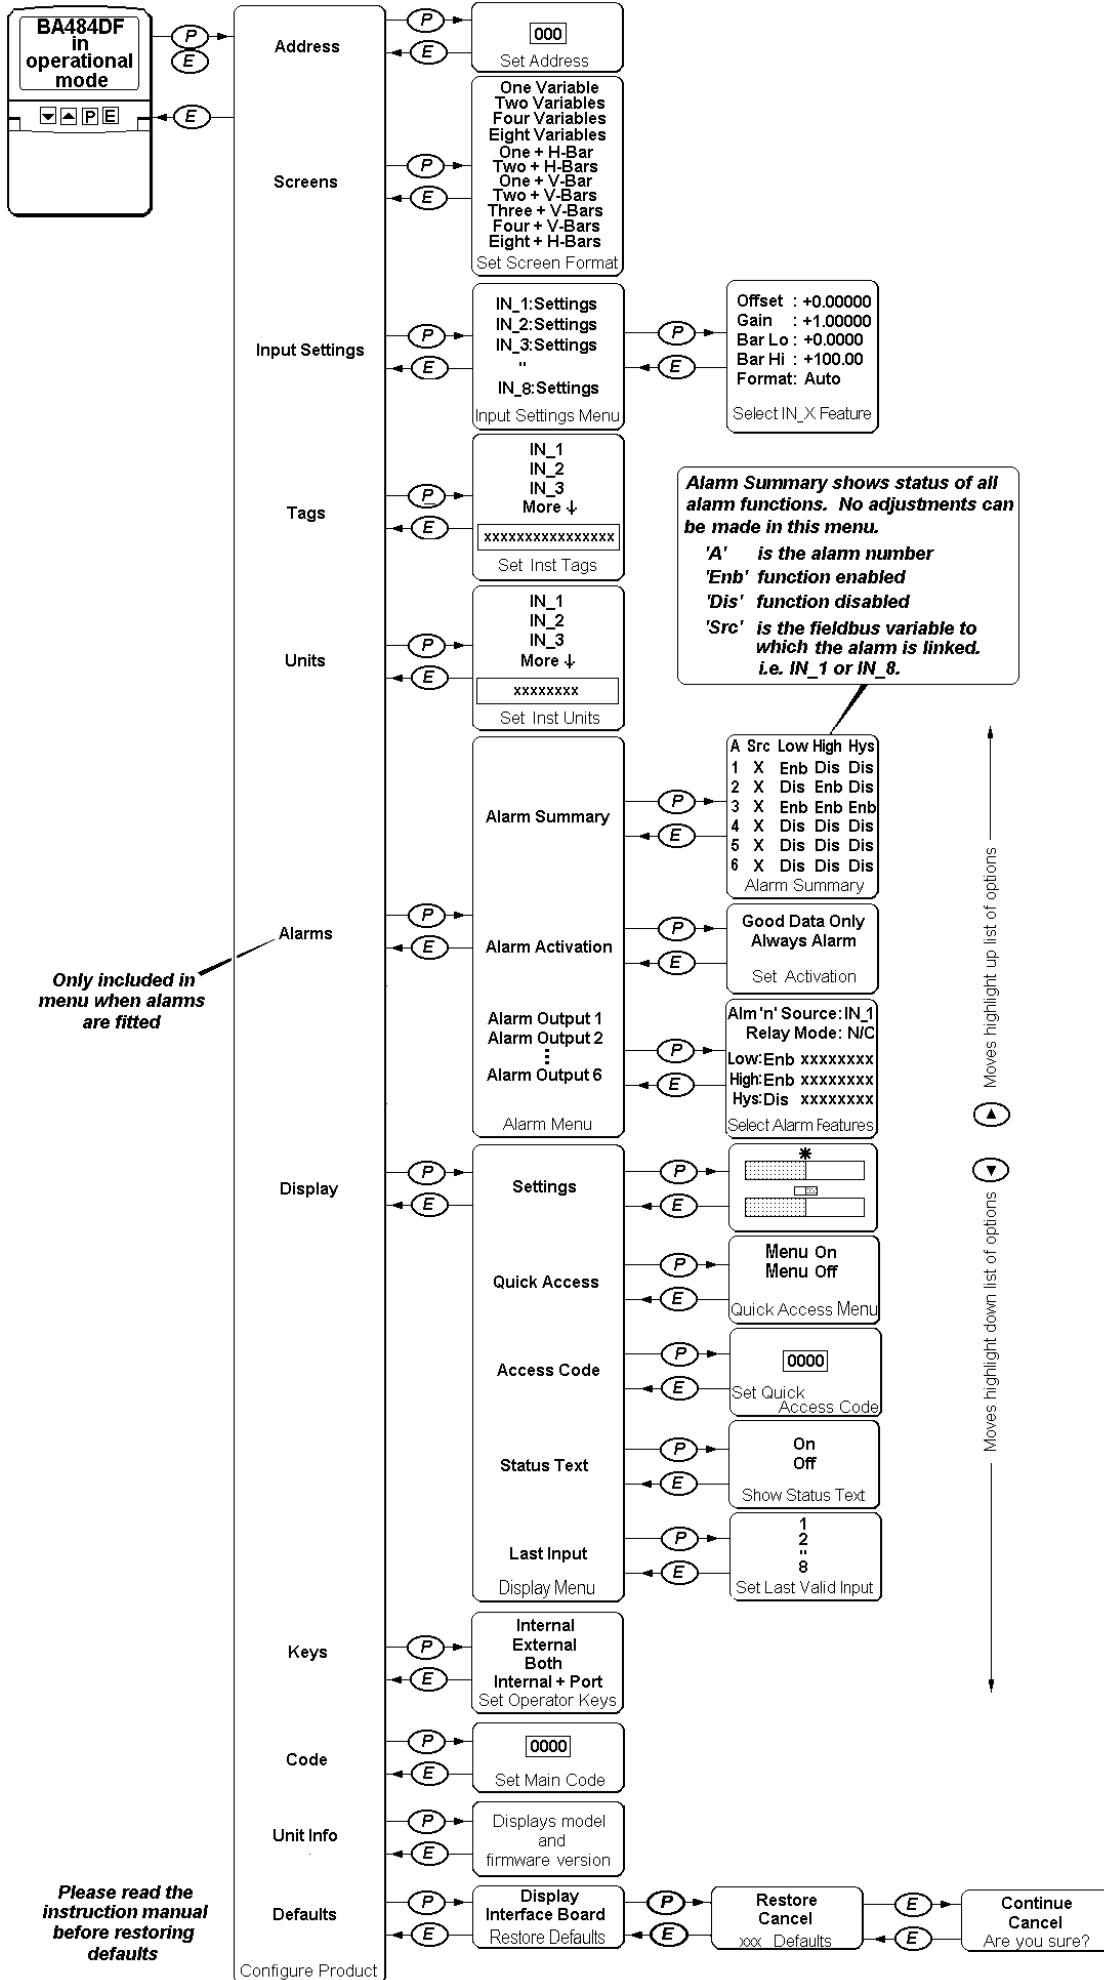 BA484DF
in
operational
mode
P E
P
E
E
Address
P
E
000
Set Address
Screens
P
E
One Variable
Two Variables
Four Variables
Eight Variables
One + H-Bar
Two + H-Bars
One + V-Bar
Two + V-Bars
Three + V-Bars
Four + V-Bars
Eight + H-Bars
Set Screen Format
Input Settings
P
E
IN_1:Settings
IN_2:Settings
IN_3:Settings
"
IN_8:Settings
Input Settings Menu
P
E
Offset : +0.00000
Gain : +1.00000
Bar Lo : +0.0000
Bar Hi : +100.00
Format: Auto
Select IN_X Feature
Tags
P
E
IN_1
IN_2
IN_3
More ↓
xxxxxxxxxxxxxxxx
Set Inst Tags
Units
P
E
IN_1
IN_2
IN_3
More ↓
xxxxxxxx
Set Inst Units
Alarm Summary shows status of all
alarm functions. No adjustments can
be made in this menu.
'A' is the alarm number
'Enb' function enabled
'Dis' function disabled
'Src' is the fieldbus variable to
which the alarm is linked.
i.e. IN_1 or IN_8.
Alarms
Only included in
menu when alarms
are fitted
P
E
Alarm Summary
P
E
A Src Low High Hys
1 X Enb Dis Dis
2 X Dis Enb Dis
3 X Enb Enb Enb
4 X Dis Dis Dis
5 X Dis Dis Dis
6 X Dis Dis Dis
Alarm Summary
Alarm Activation
P
E
Good Data Only
Always Alarm
Set Activation
Alarm Output 1
Alarm Output 2
Alarm Output 6
Alarm Menu
P
E
Alm 'n' Source:IN_1
Relay Mode: N/C
Low:Enb xxxxxxxx
High:Enb xxxxxxxx
Hys:Dis xxxxxxxx
Select Alarm Features
Moves highlight up list of options
Moves highlight down list of options
Display
P
E
Settings
P
E
Quick Access
P
E
Menu On
Menu Off
Quick Access Menu
Access Code
P
E
0000
Set Quick
Access Code
Status Text
P
E
On
Off
Show Status Text
Last Input
Display Menu
P
E
1
2
"
8
Set Last Valid Input
Keys
P
E
Internal
External
Both
Internal + Port
Set Operator Keys
Code
P
E
0000
Set Main Code
Unit Info
P
E
Displays model
and
firmware version
Please read the
instruction manual
before restoring
defaults
Defaults
P
E
Display
Interface Board
Restore Defaults
P
E
Restore
Cancel
xxx Defaults
E
E
Continue
Cancel
Are you sure?
Configure Product